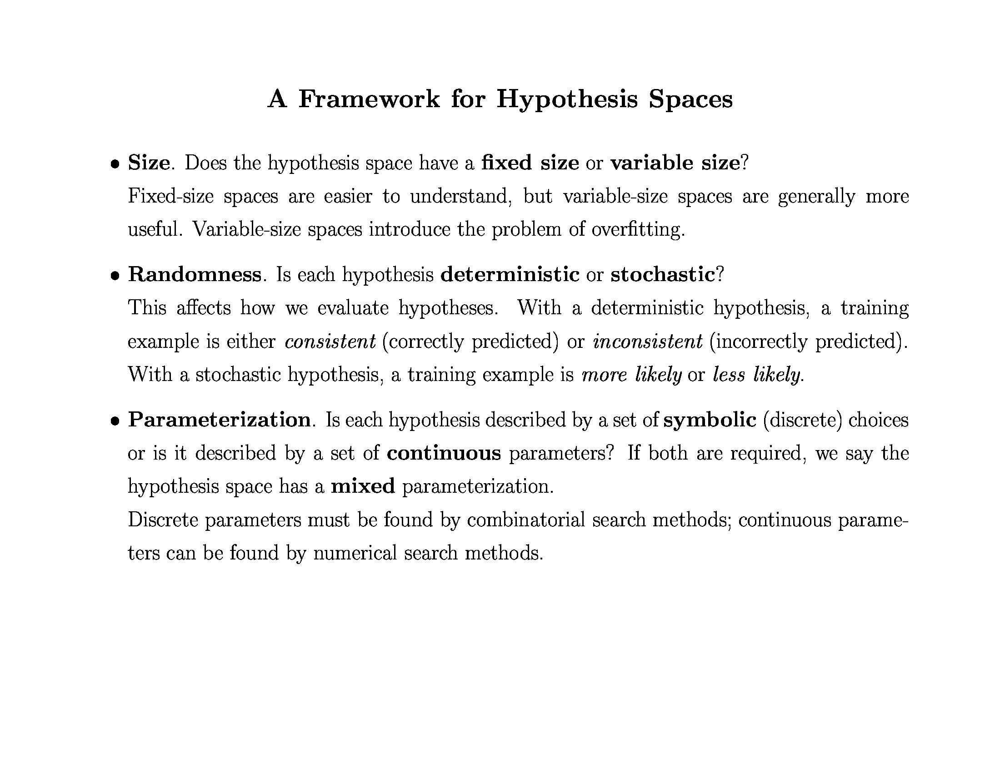 A Framework for Hypothesis Spaces
• Size. Does the hypothesis space have a fixed size or variable size?
Fixed-size spaces are easier to understand, but variable-size spaces are generally more
useful. Variable-size spaces introduce the problem of overfitting.
• Randomness. Is each hypothesis deterministic or stochastic?
This affects how we evaluate hypotheses. With a deterministic hypothesis, a training
example is either consistent (correctly predicted) or inconsistent (incorrectly predicted).
With a stochastic hypothesis, a training example is more likely or less likely.
• Parameterization. Is each hypothesis described by a set of symbolic (discrete) choices
or is it described by a set of continuous parameters? If both are required, we say the
hypothesis space has a mixed parameterization.
Discrete parameters must be found by combinatorial search methods; continuous parame-
ters can be found by numerical search methods.